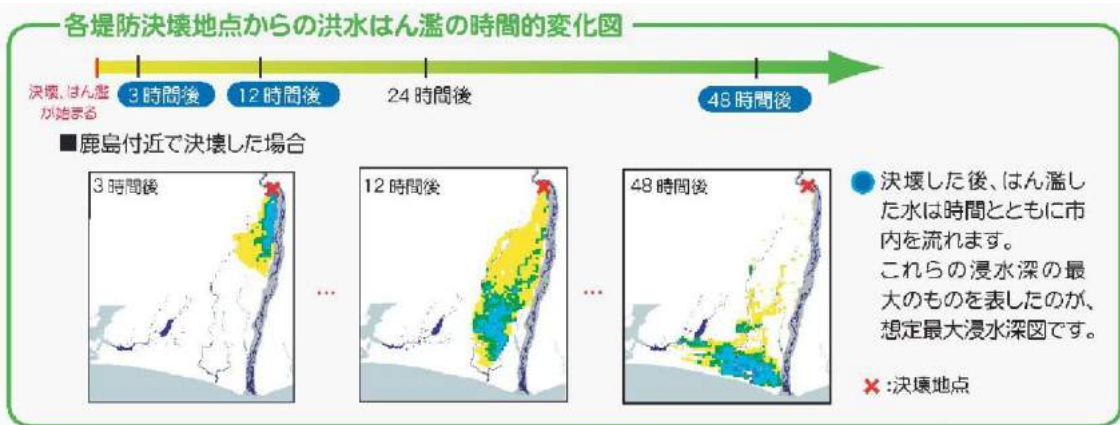 各堤防決壊地点からの洪水はん濫の時間的変化図
決壊、はん濫
が始まる
3時間後
12時間後
24時間後
48時間後
■鹿島付近で決壊した場合
3時間後
12時間後
48時間後
…
…
●決壊した後、はん濫し
た水は時間とともに市
内を流れます。
これらの浸水深の最
大のものを表したのが、
想定最大浸水深図です。
×:決壊地点